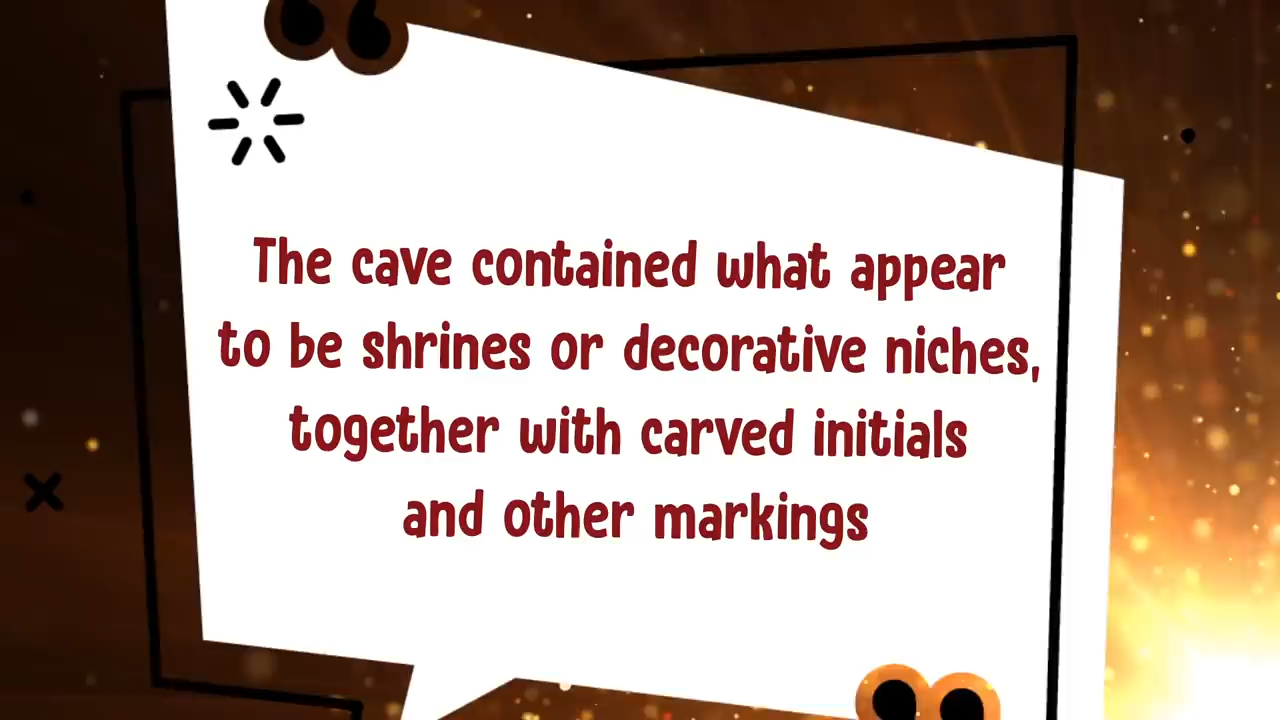 The cave contained what appear
to be shrines or decorative niches,
together with carved initials
and other markings